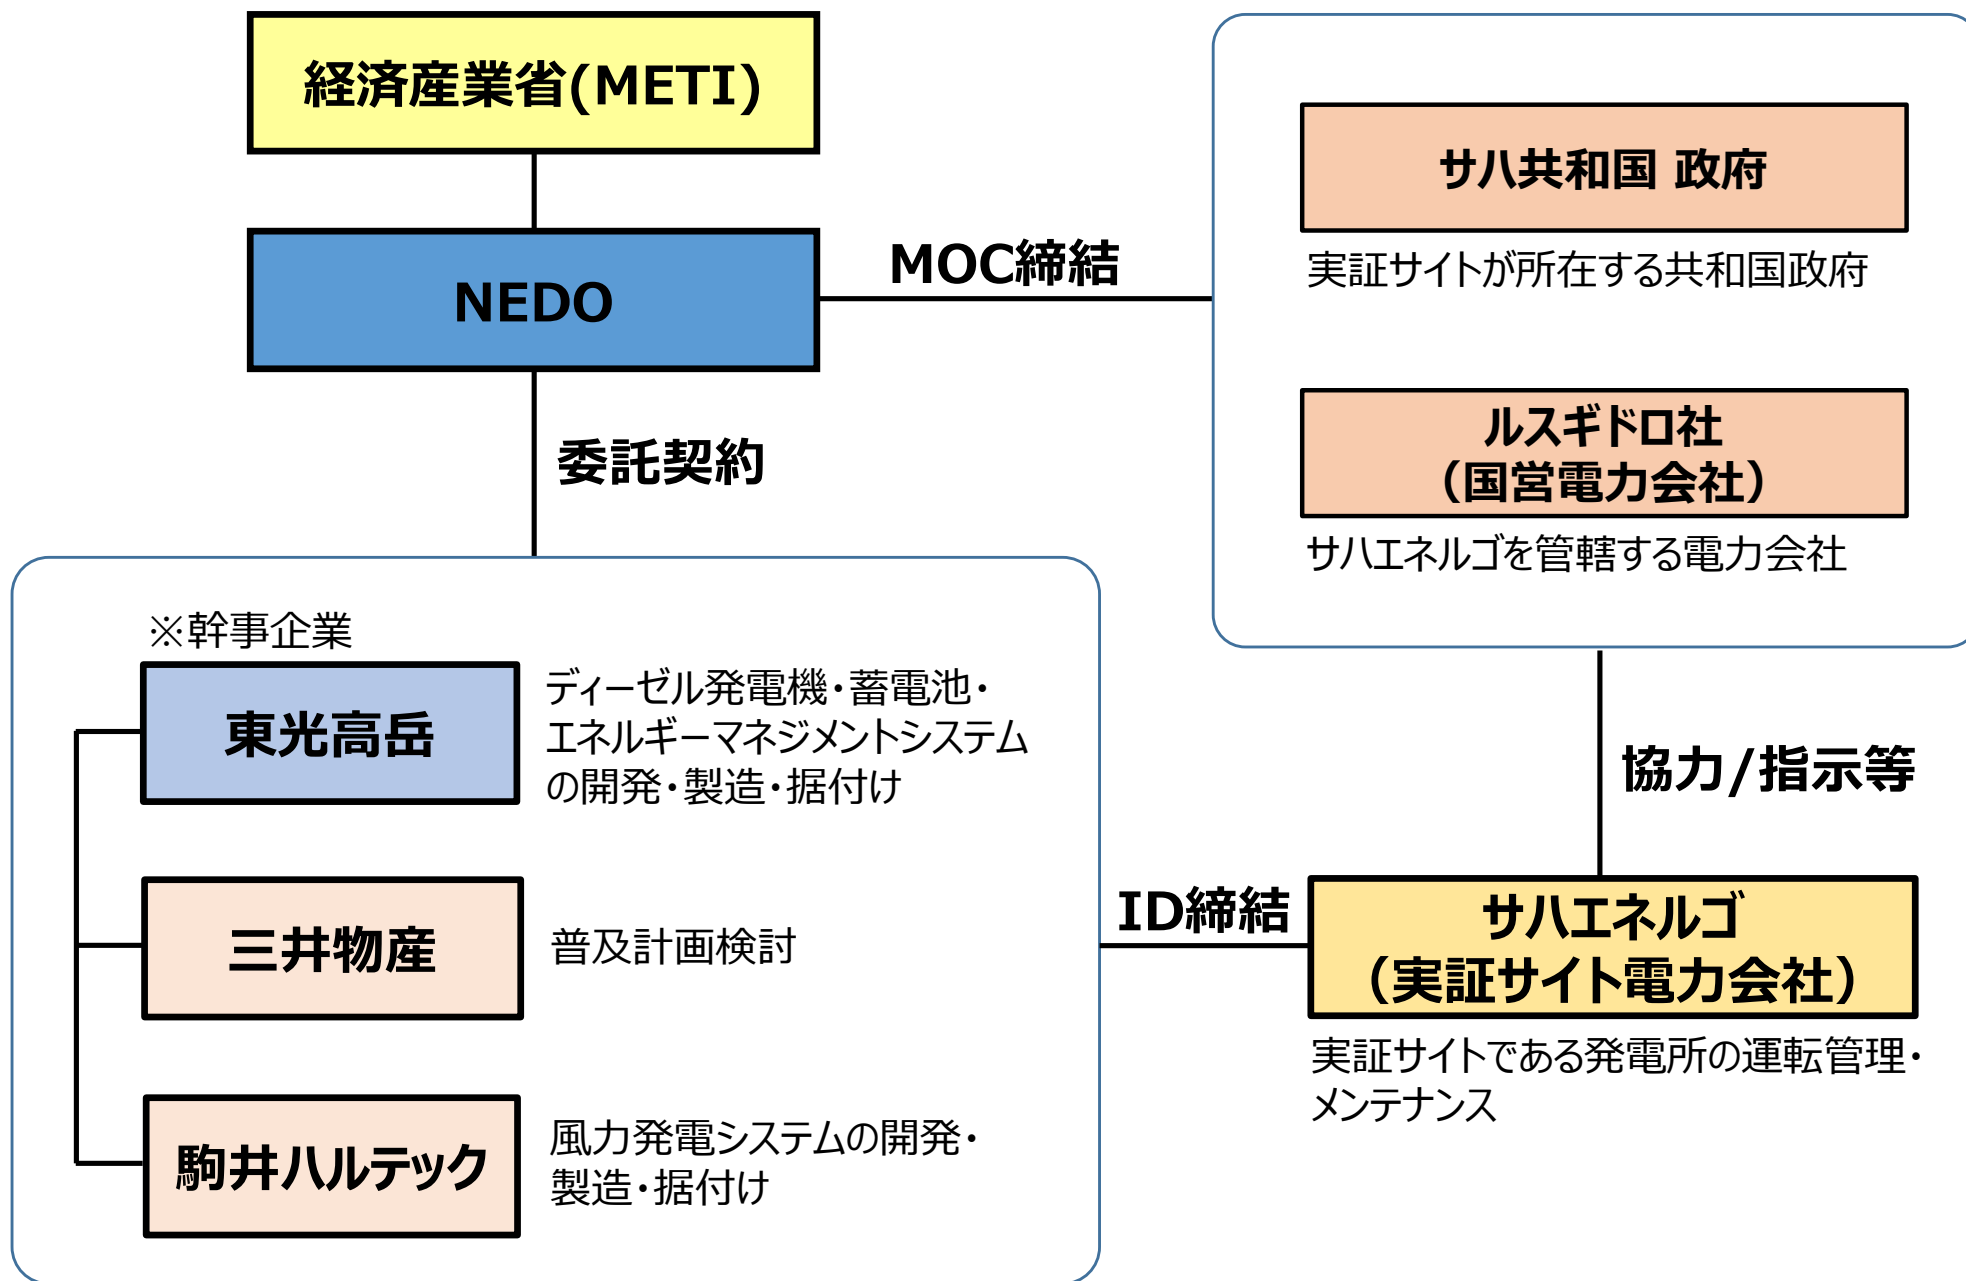 経済産業省(METI)
NEDO
MOC締結
サハ共和国 政府
実証サイトが所在する共和国政府
ルスギドロ社
（国営電力会社）
サハエネルゴを管轄する電力会社
委託契約
※幹事企業
東光高岳
ディーゼル発電機・蓄電池・
エネルギーマネジメントシステム
の開発・製造・据付け
三井物産
普及計画検討
駒井ハルテック
風力発電システムの開発・
製造・据付け
協力/指示等
ID締結
サハエネルゴ
（実証サイト電力会社）
実証サイトである発電所の運転管理・
メンテナンス